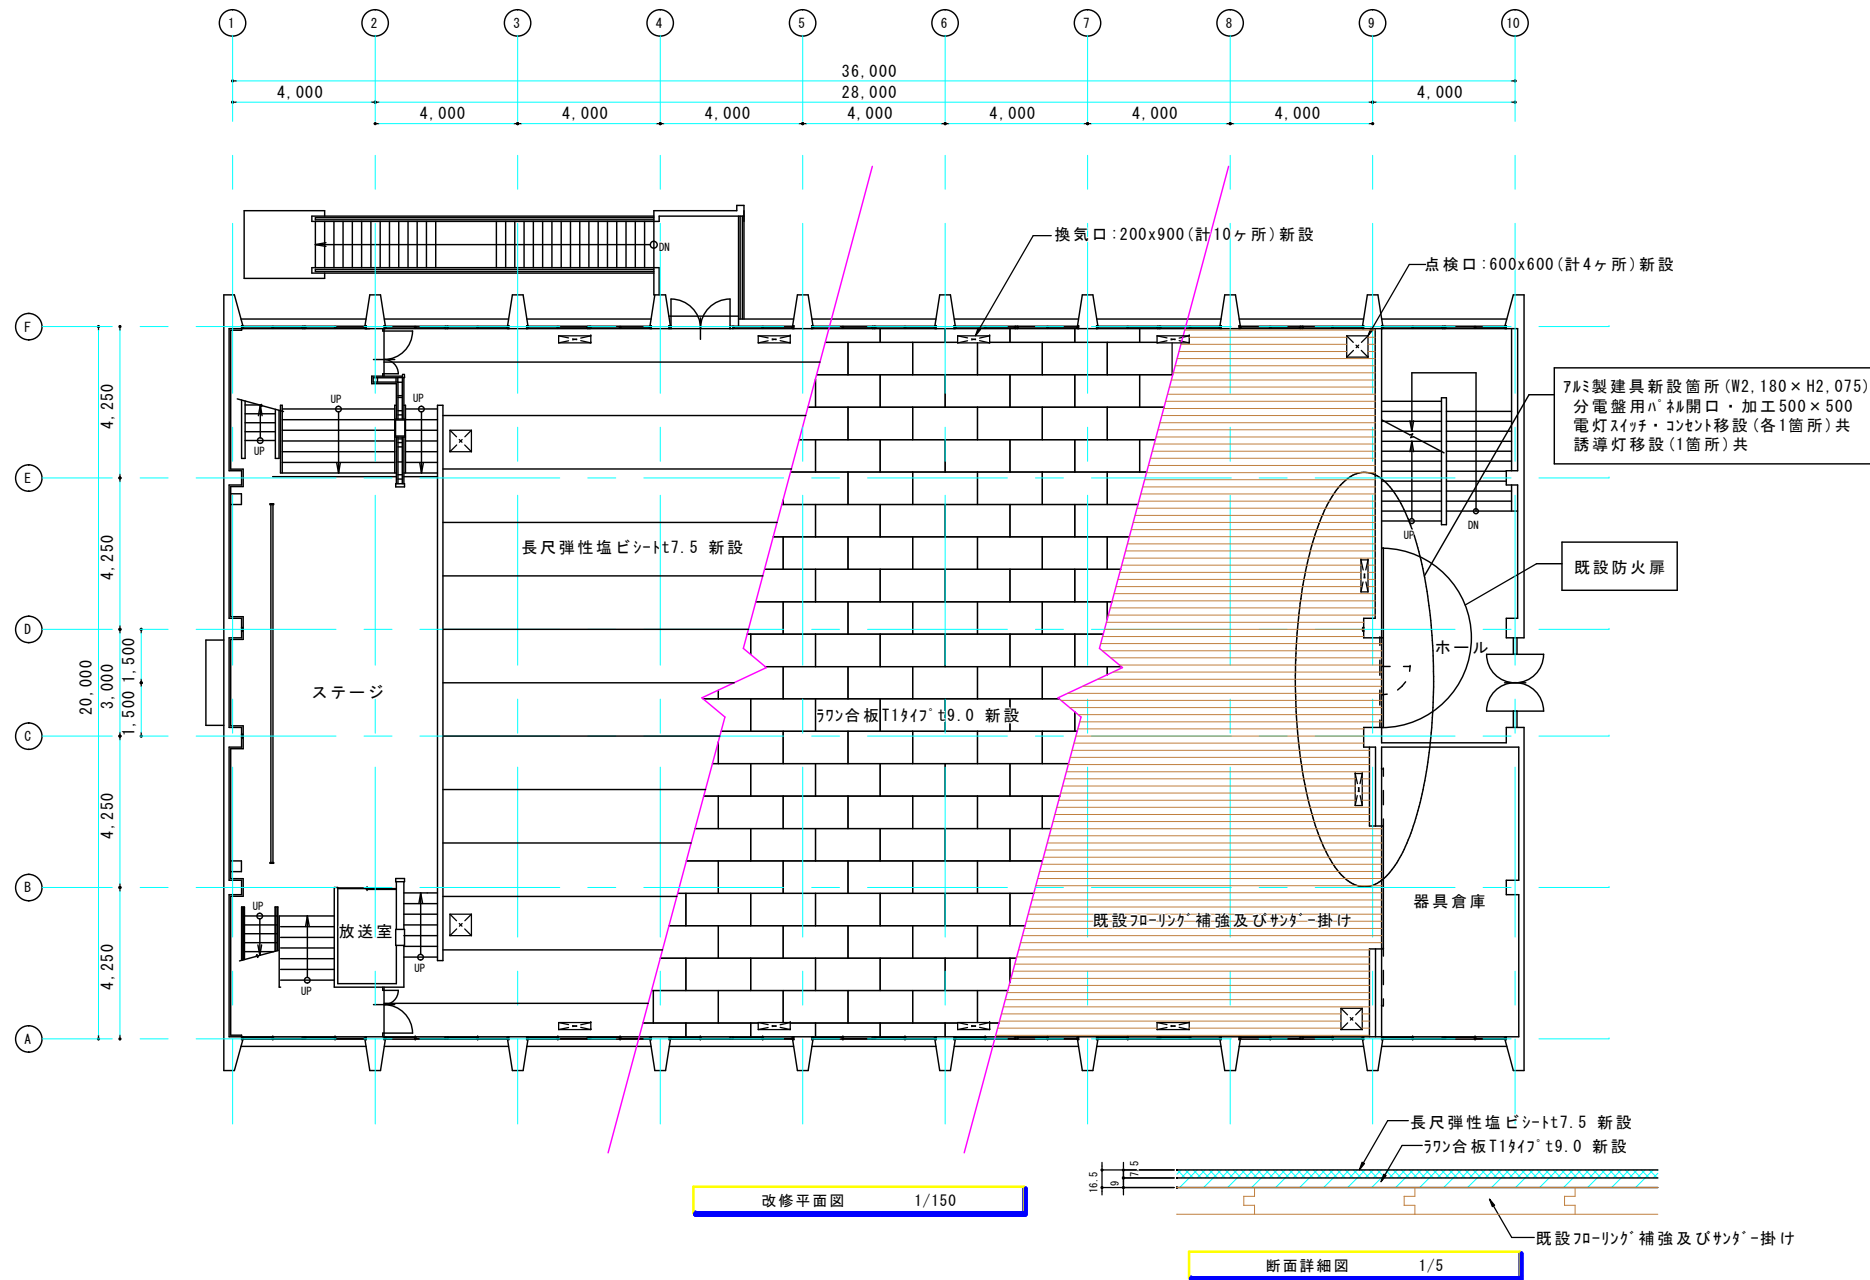 1 2 3 4 5 6 7 8 9 10
36,000
4,000 28,000 4,000
4,000 4,000 4,000 4,000 4,000 4,000 4,000
換気口:200x900(計10ヶ所)新設
DN
点検口:600x600(計4ヶ所)新設
F
アルミ製建具新設箇所(W2,180×H2,075)
分電盤用パネル開口・加工500×500
電灯スイッチ・コンセント移設(各1箇所)共
誘導灯移設(1箇所)共
4,250
UP UP
UP
E
UP DN
4,250
長尺弾性塩ビシートt7.5 新設
既設防火扉
D
ホール
1,500
20,000
3,000
1,500
ステージ
ラワン合板T1タイプt9.0 新設
C
4,250
B
器具倉庫
UP
放送室
既設フローリング補強及びサンダー掛け
UP
UP
4,250
A
長尺弾性塩ビシートt7.5 新設
ラワン合板T1タイプt9.0 新設
7.5
16.5
9
改修平面図 1/150
既設フローリング補強及びサンダー掛け
断面詳細図 1/5